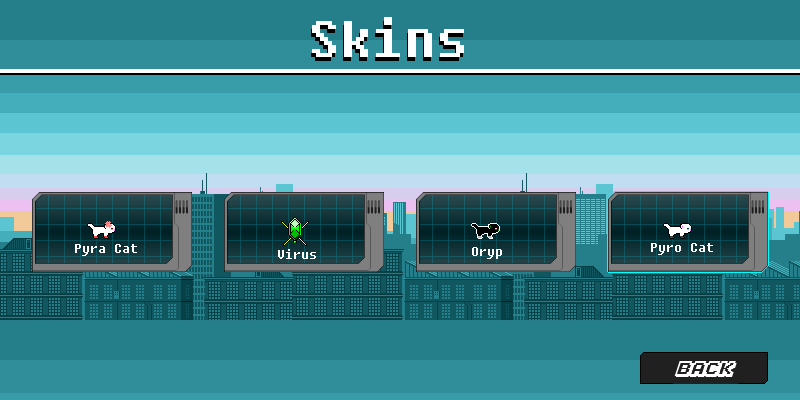 Skins
Pyra Cat
Virus
Oryp
Pyro Cat
BACK